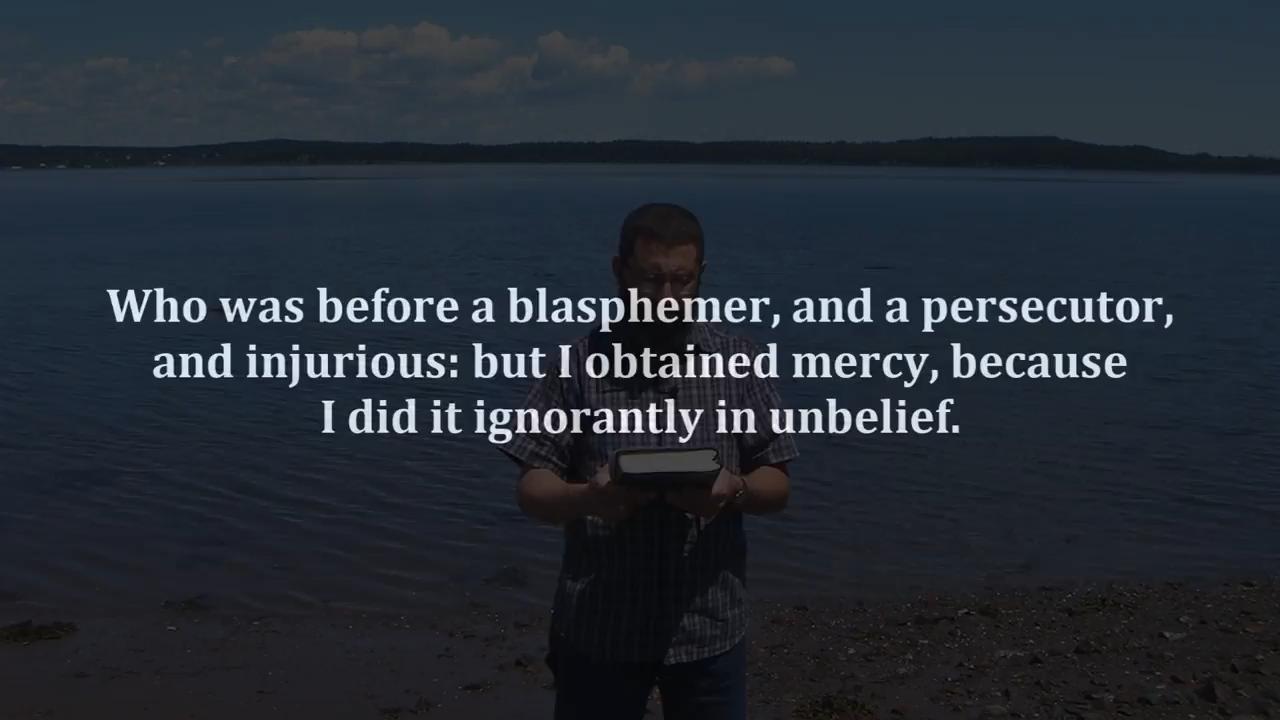 Who was before a blasphemer, and a persecutor,
and injurious: but I obtained mercy, because
I did it ignorantly in unbelief.